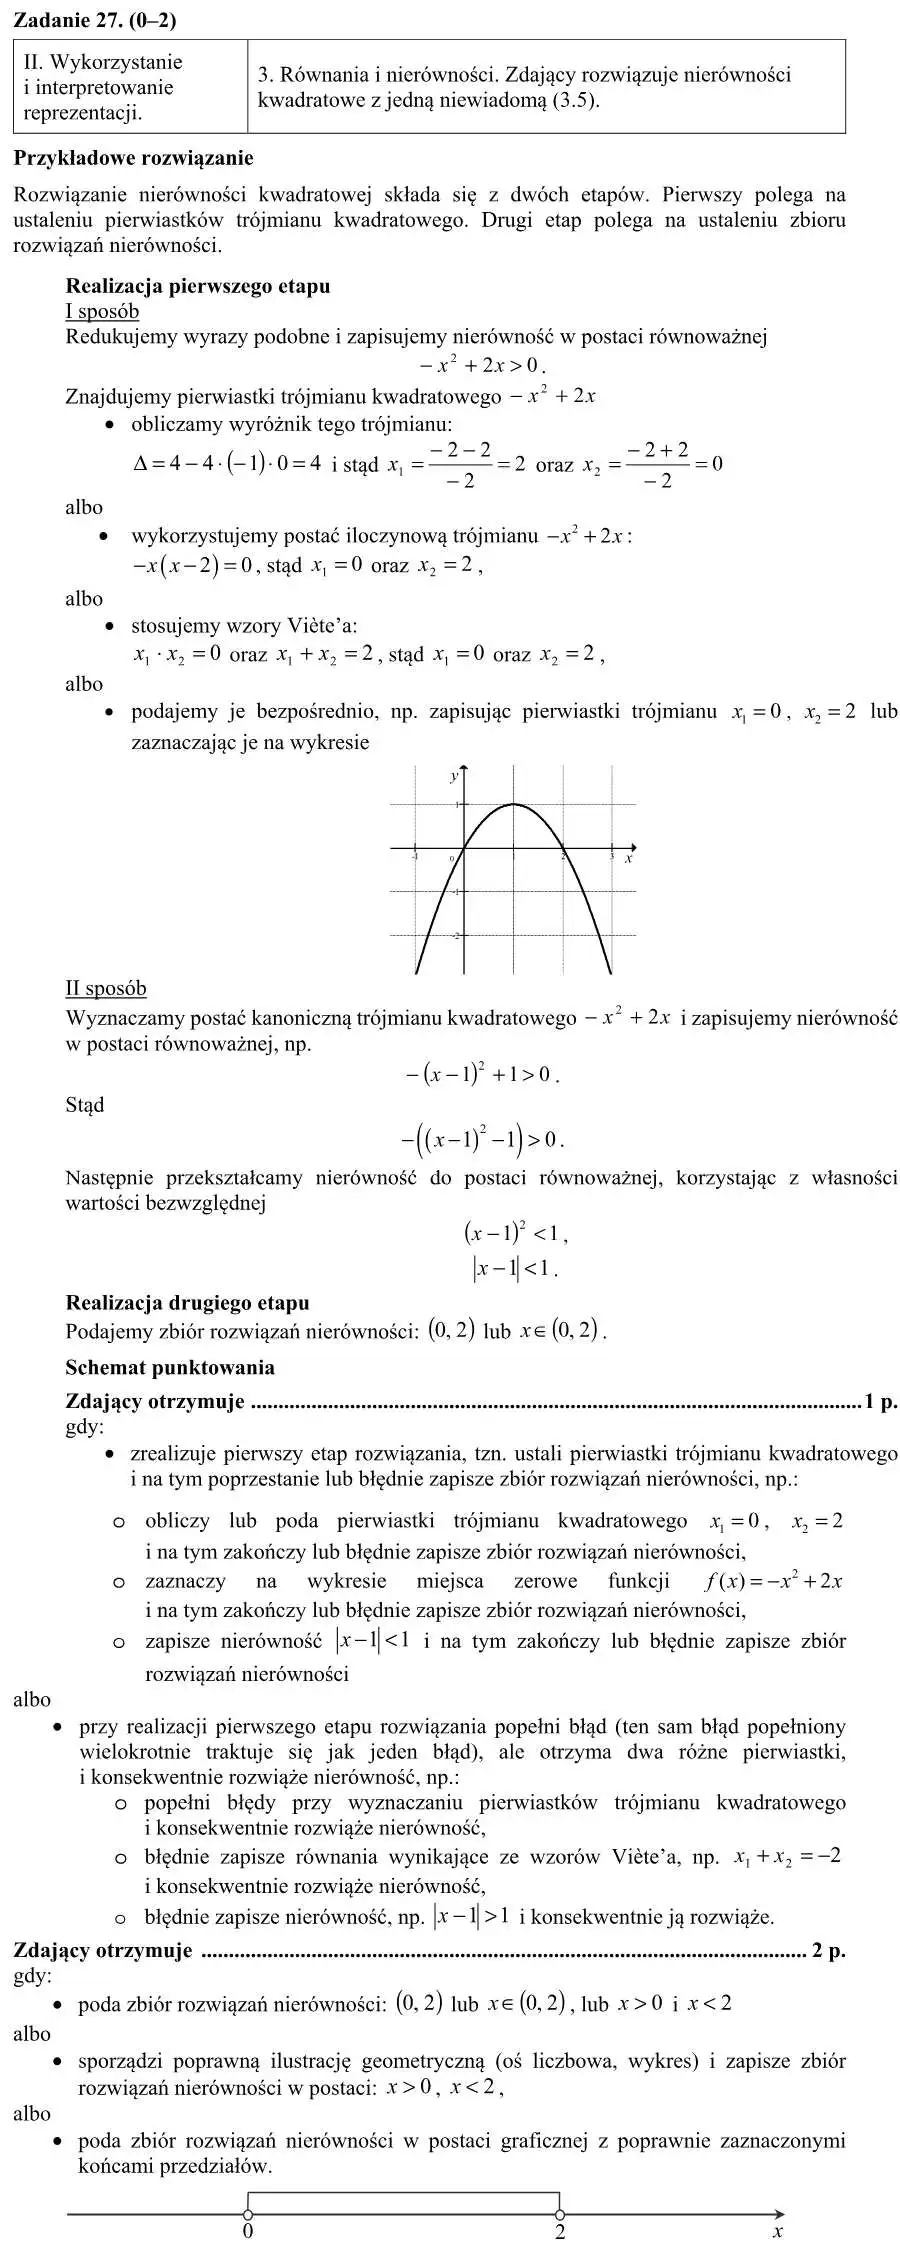 Zadanie 27. (0–2)
II. Wykorzystanie
i interpretowanie
reprezentacji.
3. Równania i nierówności. Zdający rozwiązuje nierówności
kwadratowe z jedną niewiadomą (3.5).
Przykładowe rozwiązanie
Rozwiązanie nierówności kwadratowej składa się z dwóch etapów. Pierwszy polega na
ustaleniu pierwiastków trójmianu kwadratowego. Drugi etap polega na ustaleniu zbioru
rozwiązań nierówności.
Realizacja pierwszego etapu
I sposób
Redukujemy wyrazy podobne i zapisujemy nierówność w postaci równoważnej
− x² + 2x > 0 .
Znajdujemy pierwiastki trójmianu kwadratowego − x² + 2x
• obliczamy wyróżnik tego trójmianu:
Δ = 4 − 4 · (−1) · 0 = 4 i stąd x₁ = (−2 − 2)/(−2) = 2 oraz x₂ = (−2 + 2)/(−2) = 0
albo
• wykorzystujemy postać iloczynową trójmianu −x² + 2x :
−x(x − 2) = 0 , stąd x₁ = 0 oraz x₂ = 2 ,
albo
• stosujemy wzory Viète’a:
x₁ · x₂ = 0 oraz x₁ + x₂ = 2 , stąd x₁ = 0 oraz x₂ = 2 ,
albo
• podajemy je bezpośrednio, np. zapisując pierwiastki trójmianu x₁ = 0 , x₂ = 2 lub
zaznaczając je na wykresie
y
1
-1 0 1 2 3 x
-1
-2
II sposób
Wyznaczamy postać kanoniczną trójmianu kwadratowego − x² + 2x i zapisujemy nierówność
w postaci równoważnej, np.
− (x − 1)² + 1 > 0 .
Stąd
−((x − 1)² − 1) > 0 .
Następnie przekształcamy nierówność do postaci równoważnej, korzystając z własności
wartości bezwzględnej
(x − 1)² < 1 ,
|x − 1| < 1 .
Realizacja drugiego etapu
Podajemy zbiór rozwiązań nierówności: (0, 2) lub x ∈ (0, 2) .
Schemat punktowania
Zdający otrzymuje ........................................................................................................ 1 p.
gdy:
• zrealizuje pierwszy etap rozwiązania, tzn. ustali pierwiastki trójmianu kwadratowego
i na tym poprzestanie lub błędnie zapisze zbiór rozwiązań nierówności, np.:
o obliczy lub poda pierwiastki trójmianu kwadratowego x₁ = 0 , x₂ = 2
i na tym zakończy lub błędnie zapisze zbiór rozwiązań nierówności,
o zaznaczy na wykresie miejsca zerowe funkcji f(x) = −x² + 2x
i na tym zakończy lub błędnie zapisze zbiór rozwiązań nierówności,
o zapisze nierówność |x − 1| < 1 i na tym zakończy lub błędnie zapisze zbiór
rozwiązań nierówności
albo
• przy realizacji pierwszego etapu rozwiązania popełni błąd (ten sam błąd popełniony
wielokrotnie traktuje się jak jeden błąd), ale otrzyma dwa różne pierwiastki,
i konsekwentnie rozwiąże nierówność, np.:
o popełni błędy przy wyznaczaniu pierwiastków trójmianu kwadratowego
i konsekwentnie rozwiąże nierówność,
o błędnie zapisze równania wynikające ze wzorów Viète’a, np. x₁ + x₂ = −2
i konsekwentnie rozwiąże nierówność,
o błędnie zapisze nierówność, np. |x − 1| > 1 i konsekwentnie ją rozwiąże.
Zdający otrzymuje ........................................................................................................ 2 p.
gdy:
• poda zbiór rozwiązań nierówności: (0, 2) lub x ∈ (0, 2) , lub x > 0 i x < 2
albo
• sporządzi poprawną ilustrację geometryczną (oś liczbowa, wykres) i zapisze zbiór
rozwiązań nierówności w postaci: x > 0 , x < 2 ,
albo
• poda zbiór rozwiązań nierówności w postaci graficznej z poprawnie zaznaczonymi
końcami przedziałów.
0 2 x